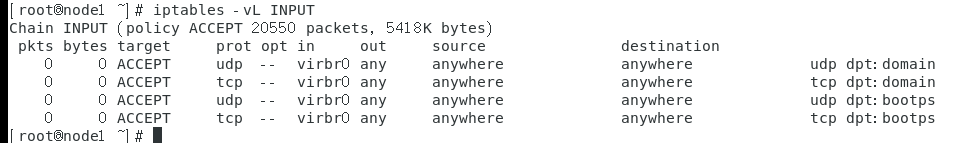 [root@node1 ~]# iptables -vL INPUT
Chain INPUT (policy ACCEPT 20550 packets, 5418K bytes)
 pkts bytes target     prot opt in     out     source               destination
    0     0 ACCEPT     udp  --  virbr0 any     anywhere             anywhere             udp dpt:domain
    0     0 ACCEPT     tcp  --  virbr0 any     anywhere             anywhere             tcp dpt:domain
    0     0 ACCEPT     udp  --  virbr0 any     anywhere             anywhere             udp dpt:bootps
    0     0 ACCEPT     tcp  --  virbr0 any     anywhere             anywhere             tcp dpt:bootps
[root@node1 ~]#